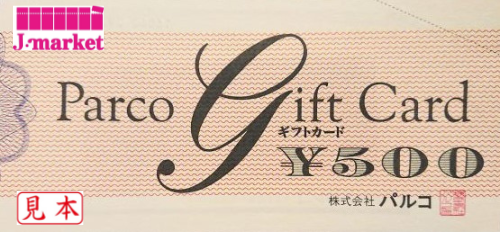 J·market
Parco Gift Card
ギフトカード
¥500
株式会社 パルコ
見本